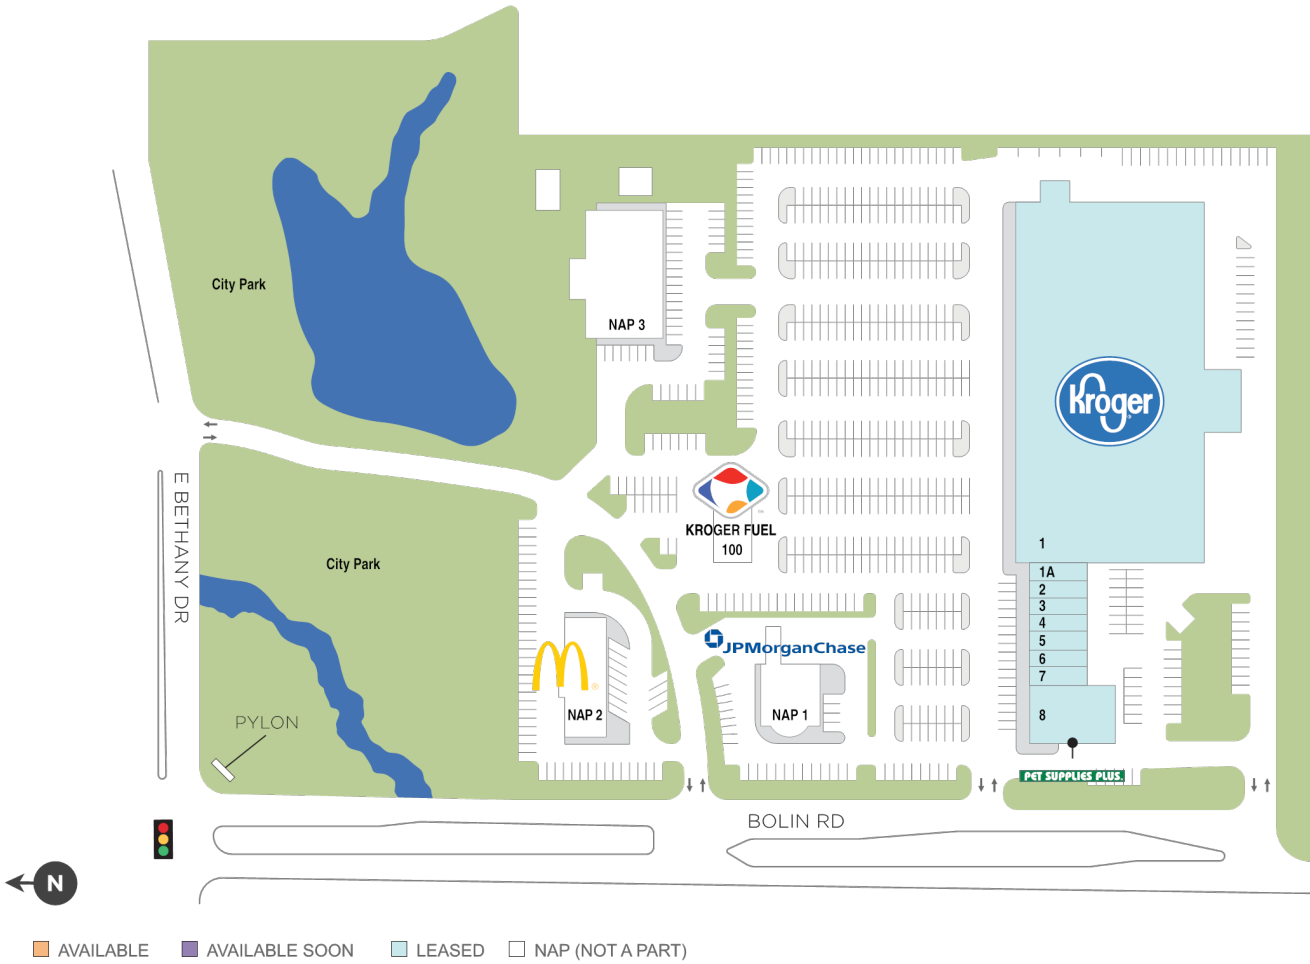 City Park
NAP 3
Kroger
KROGER FUEL
100
E BETHANY DR
City Park
1
1A
2
3
4
5
6
7
8
JPMorganChase
NAP 2
NAP 1
PYLON
PET SUPPLIES PLUS.
BOLIN RD
N
AVAILABLE
AVAILABLE SOON
LEASED
NAP (NOT A PART)